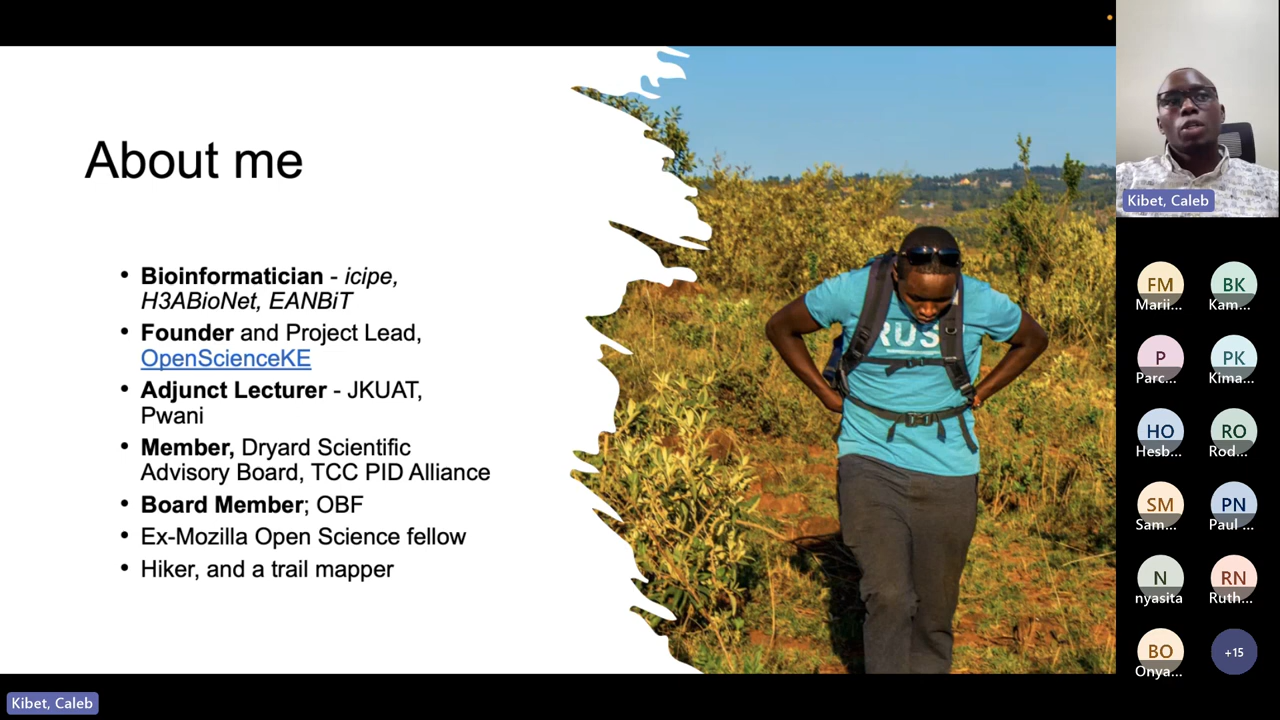 About me
• Bioinformatician - icipe,
H3ABioNet, EANBiT
• Founder and Project Lead,
OpenScienceKE
• Adjunct Lecturer - JKUAT,
Pwani
• Member, Dryard Scientific
Advisory Board, TCC PID Alliance
• Board Member; OBF
• Ex-Mozilla Open Science fellow
• Hiker, and a trail mapper
RUS
Kibet, Caleb
FM
BK
Marii...
Kam...
P
PK
Parc...
Kima...
HO
RO
Hesb...
Rod...
SM
PN
Sam...
Paul ...
N
RN
nyasita
Ruth...
BO
+15
Onya...
Kibet, Caleb